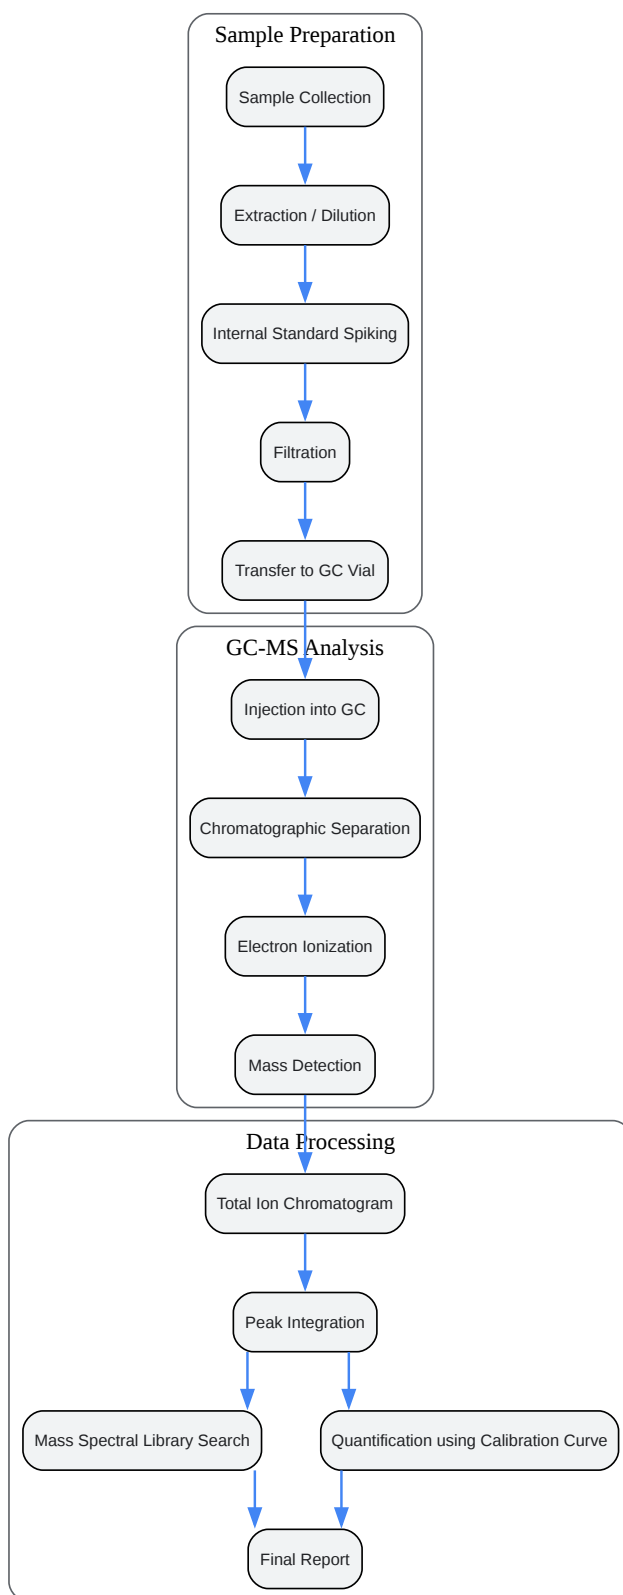 Sample Preparation
Sample Collection
Extraction / Dilution
Internal Standard Spiking
Filtration
Transfer to GC Vial
GC-MS Analysis
Injection into GC
Chromatographic Separation
Electron Ionization
Mass Detection
Data Processing
Total Ion Chromatogram
Peak Integration
Mass Spectral Library Search
Quantification using Calibration Curve
Final Report